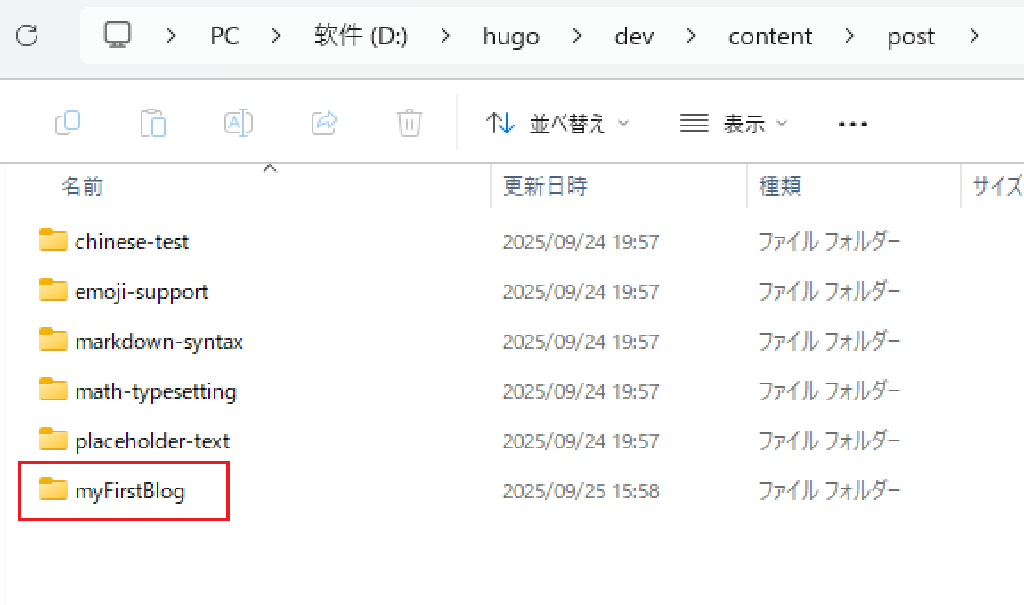 PC > 软件 (D:) > hugo > dev > content > post >
並べ替え 表示 ...
名前 更新日時 種類 サイズ
chinese-test 2025/09/24 19:57 ファイル フォルダー
emoji-support 2025/09/24 19:57 ファイル フォルダー
markdown-syntax 2025/09/24 19:57 ファイル フォルダー
math-typesetting 2025/09/24 19:57 ファイル フォルダー
placeholder-text 2025/09/24 19:57 ファイル フォルダー
myFirstBlog 2025/09/25 15:58 ファイル フォルダー